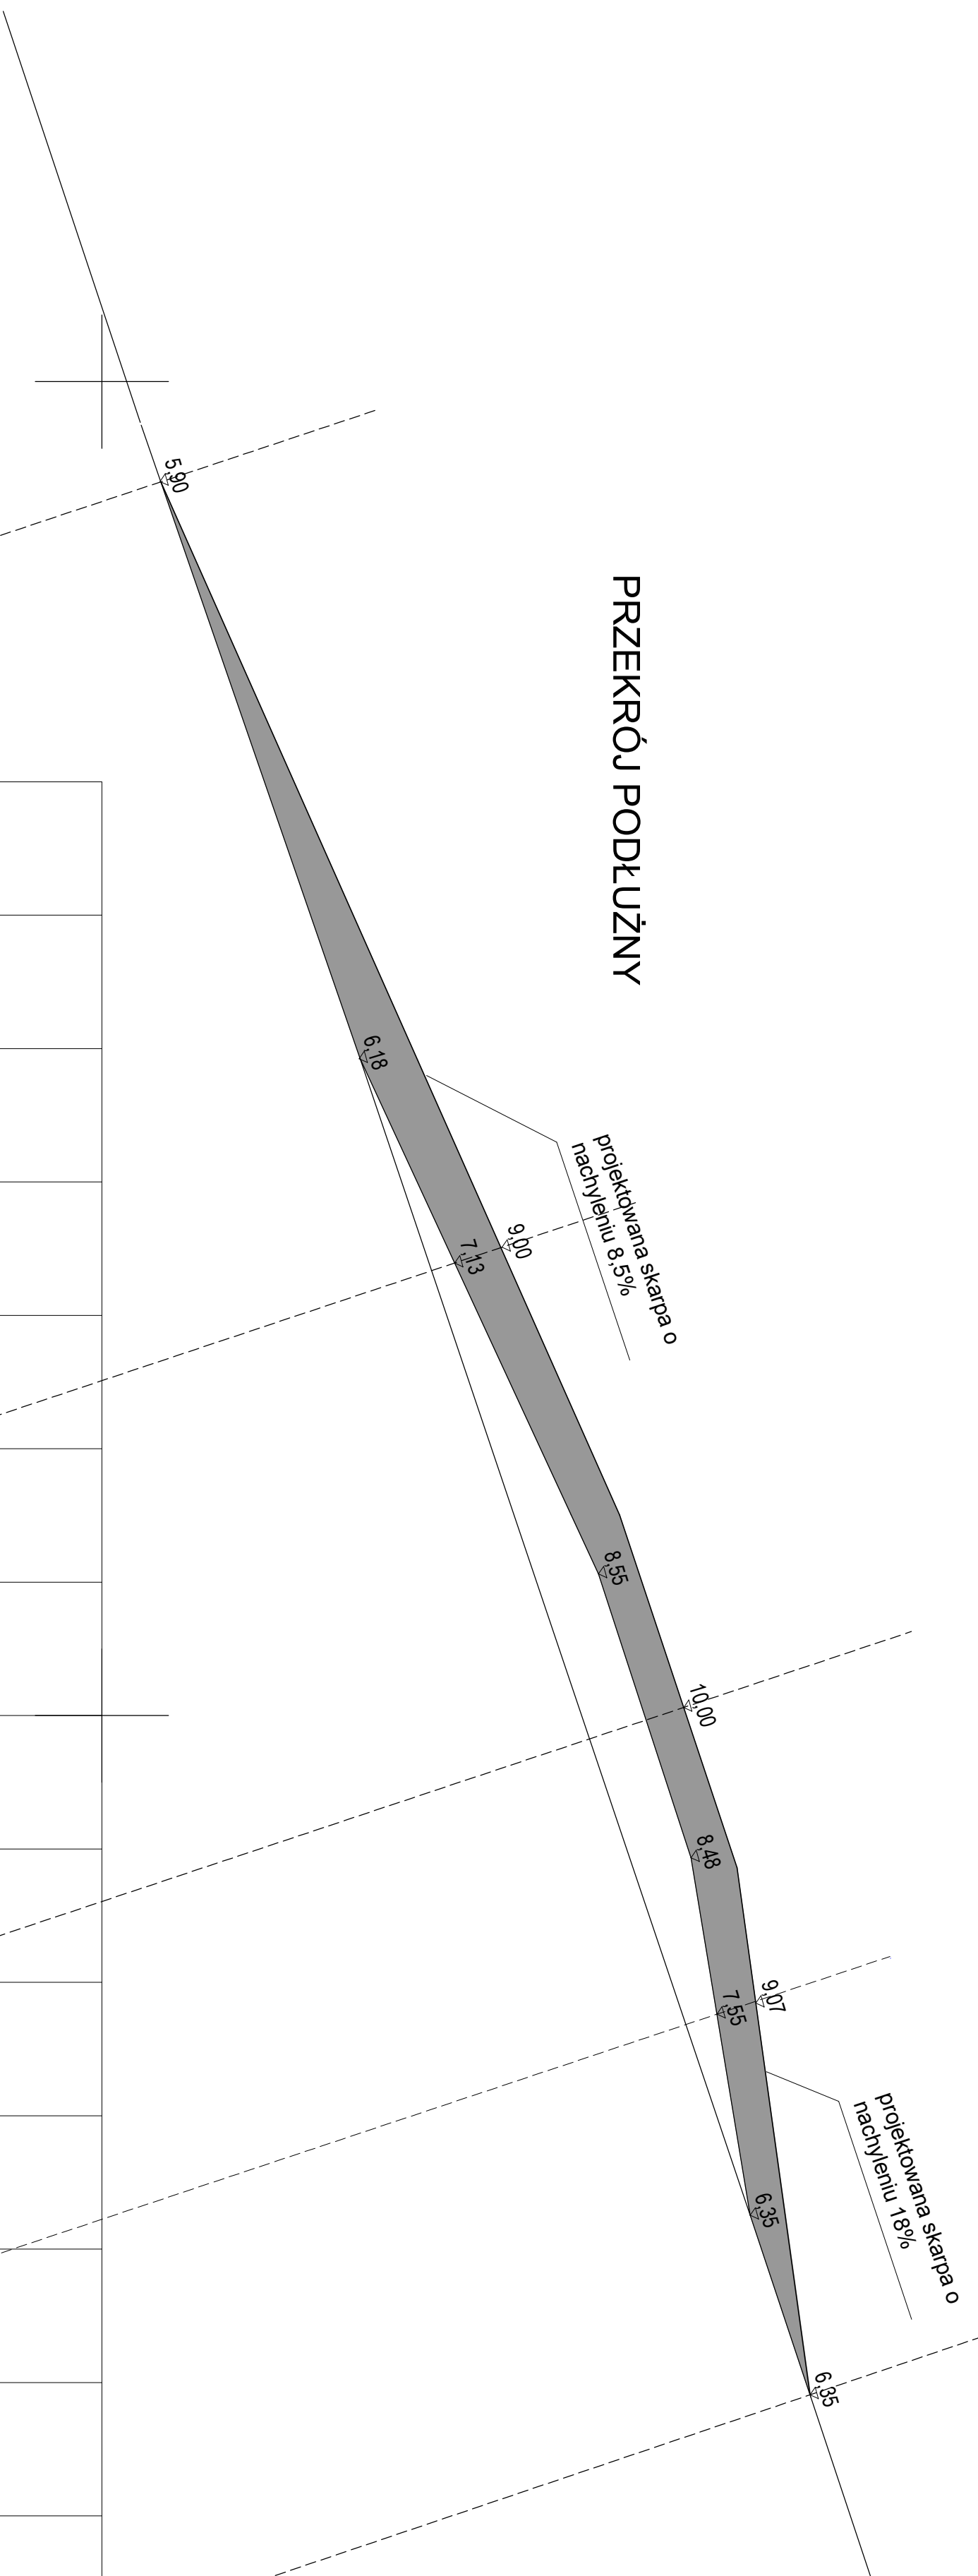 PRZEKRÓJ PODŁUŻNY
5,90
6,18
projektowana skarpa o
nachyleniu 8,5%
9,00
7,13
8,55
10,00
8,48
9,07
7,55
projektowana skarpa o
nachyleniu 18%
6,35
6,35